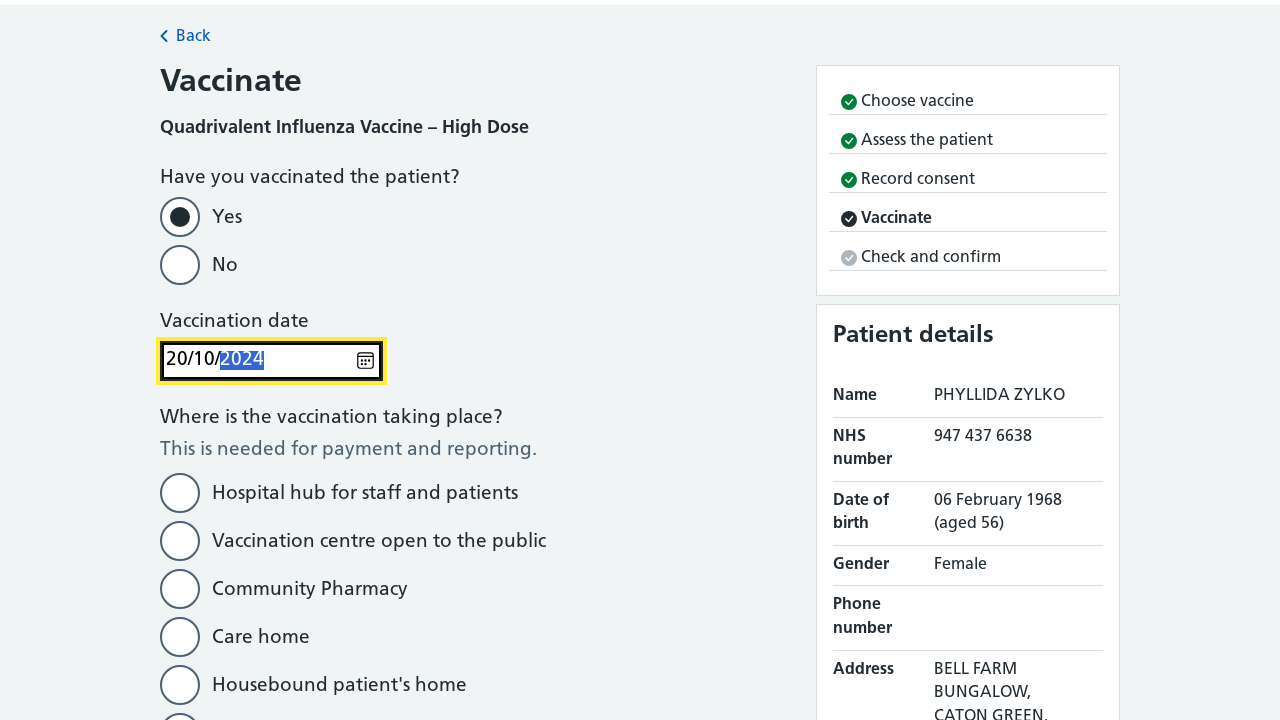 Back
Vaccinate
Quadrivalent Influenza Vaccine – High Dose
Have you vaccinated the patient?
Yes
No
Vaccination date
20/10/2024
Where is the vaccination taking place?
This is needed for payment and reporting.
Hospital hub for staff and patients
Vaccination centre open to the public
Community Pharmacy
Care home
Housebound patient's home
Choose vaccine
Assess the patient
Record consent
Vaccinate
Check and confirm
Patient details
Name PHYLLIDA ZYLKO
NHS number 947 437 6638
Date of birth 06 February 1968 (aged 56)
Gender Female
Phone number
Address BELL FARM
BUNGALOW,
CATON GREEN,